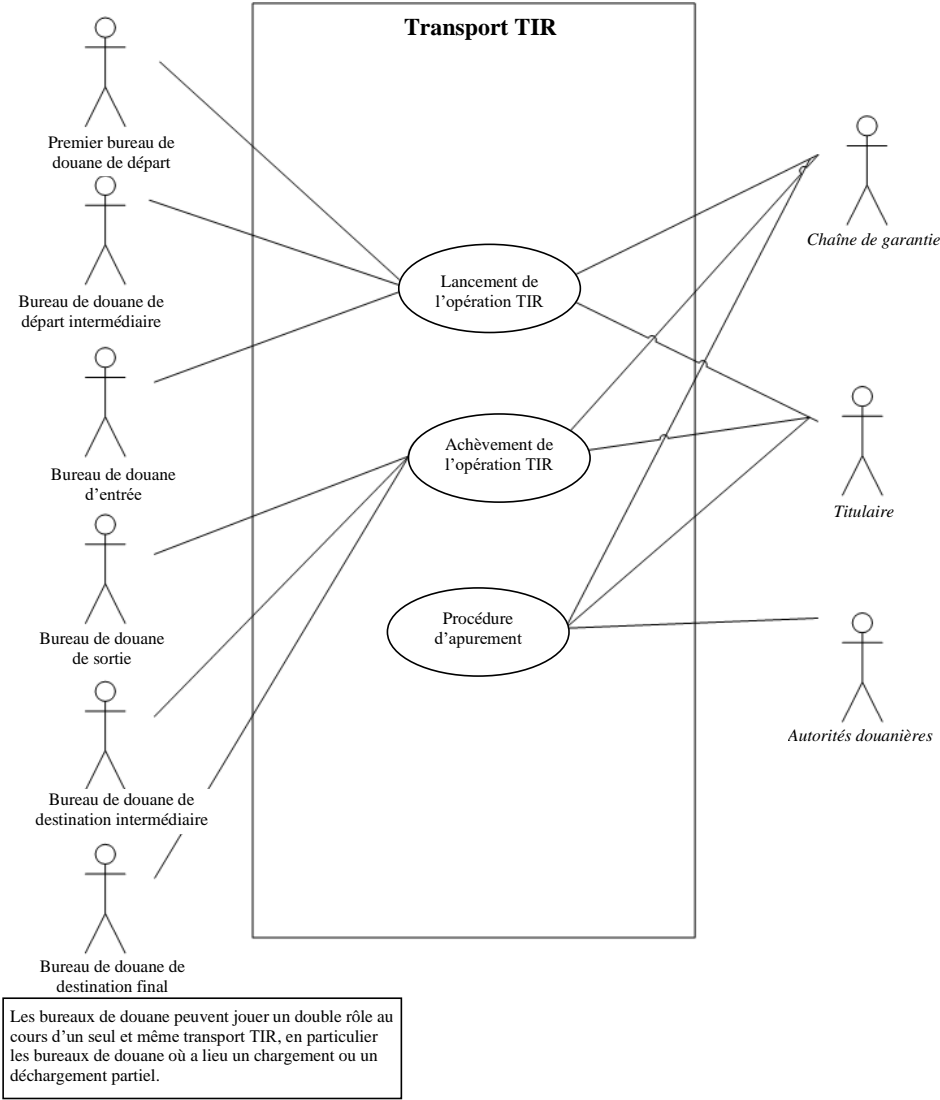 Transport TIR
Premier bureau de
douane de départ
Bureau de douane de
départ intermédiaire
Bureau de douane
d'entrée
Bureau de douane
de sortie
Bureau de douane de
destination intermédiaire
Bureau de douane de
destination final
Lancement de
l'opération TIR
Achèvement de
l'opération TIR
Procédure
d'apurement
Chaîne de garantie
Titulaire
Autorités douanières
Les bureaux de douane peuvent jouer un double rôle au
cours d'un seul et même transport TIR, en particulier
les bureaux de douane où a lieu un chargement ou un
déchargement partiel.